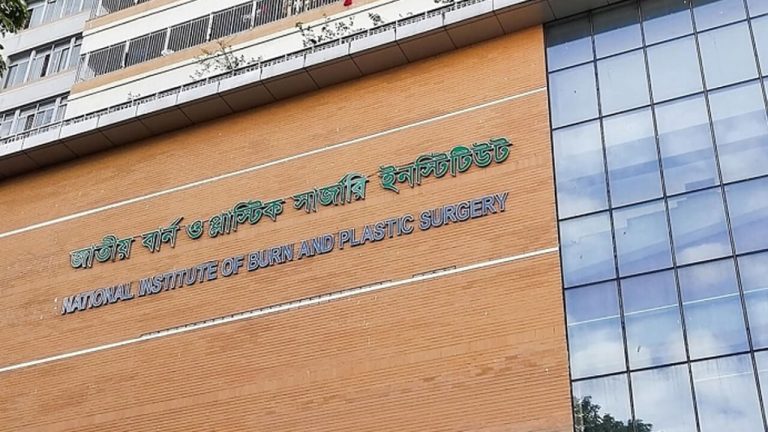 জাতীয় বার্ন ও প্লাস্টিক সার্জারি ইনস্টিটিউট
NATIONAL INSTITUTE OF BURN AND PLASTIC SURGERY